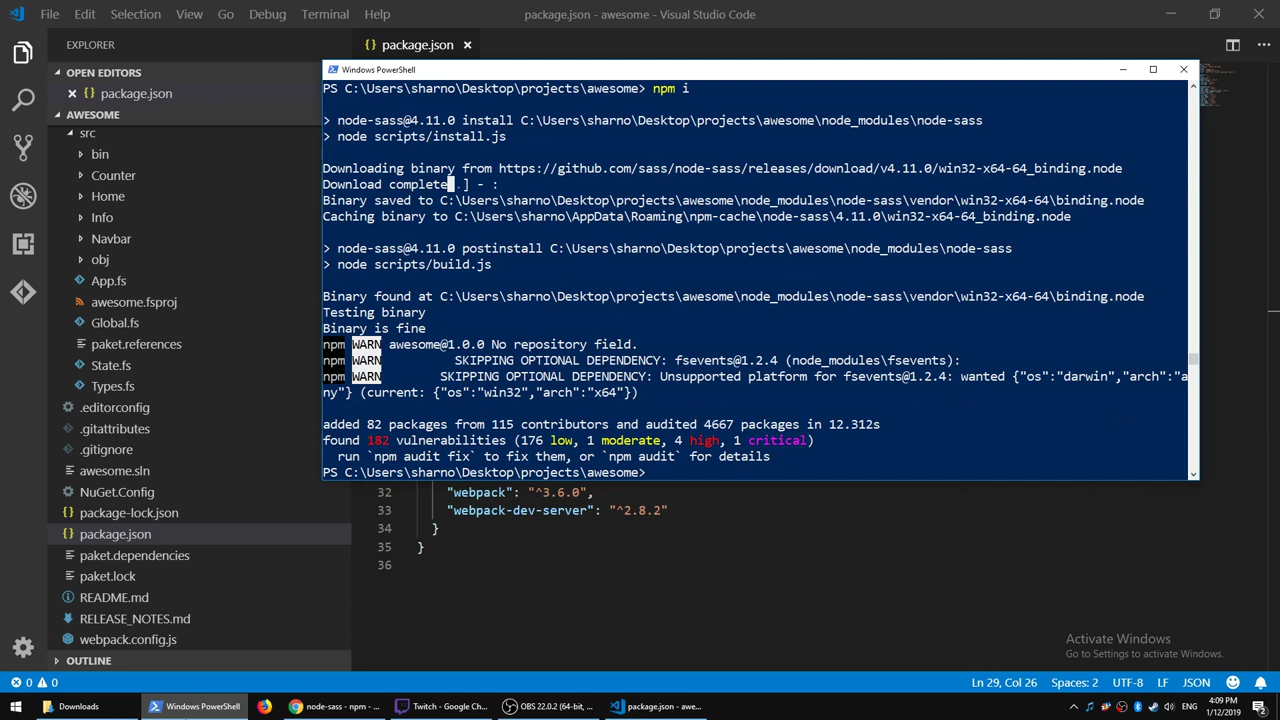 File Edit Selection View Go Debug Terminal Help package.json - awesome - Visual Studio Code
EXPLORER
{} package.json ×
OPEN EDITORS
× {} package.json
AWESOME
src
bin
Counter
Home
Info
Navbar
obj
App.fs
awesome.fsproj
Global.fs
paket.references
State.fs
Types.fs
.editorconfig
.gitattributes
.gitignore
awesome.sln
NuGet.Config
{} package-lock.json
{} package.json
paket.dependencies
paket.lock
README.md
RELEASE_NOTES.md
webpack.config.js
OUTLINE
Windows PowerShell
PS C:\Users\sharno\Desktop\projects\awesome> npm i
> node-sass@4.11.0 install C:\Users\sharno\Desktop\projects\awesome\node_modules\node-sass
> node scripts/install.js
Downloading binary from https://github.com/sass/node-sass/releases/download/v4.11.0/win32-x64-64_binding.node
Download complete.] - :
Binary saved to C:\Users\sharno\Desktop\projects\awesome\node_modules\node-sass\vendor\win32-x64-64\binding.node
Caching binary to C:\Users\sharno\AppData\Roaming\npm-cache\node-sass\4.11.0\win32-x64-64_binding.node
> node-sass@4.11.0 postinstall C:\Users\sharno\Desktop\projects\awesome\node_modules\node-sass
> node scripts/build.js
Binary found at C:\Users\sharno\Desktop\projects\awesome\node_modules\node-sass\vendor\win32-x64-64\binding.node
Testing binary
Binary is fine
npm WARN awesome@1.0.0 No repository field.
npm WARN SKIPPING OPTIONAL DEPENDENCY: fsevents@1.2.4 (node_modules\fsevents):
npm WARN SKIPPING OPTIONAL DEPENDENCY: Unsupported platform for fsevents@1.2.4: wanted {"os":"darwin","arch":"a
ny"} (current: {"os":"win32","arch":"x64"})
added 82 packages from 115 contributors and audited 4667 packages in 12.312s
found 182 vulnerabilities (176 low, 1 moderate, 4 high, 1 critical)
run `npm audit fix` to fix them, or `npm audit` for details
PS C:\Users\sharno\Desktop\projects\awesome>
32 "webpack": "^3.6.0",
33 "webpack-dev-server": "^2.8.2"
34 }
35 }
36
Activate Windows
Go to Settings to activate Windows.
0 0 Ln 29, Col 26 Spaces: 2 UTF-8 LF JSON
Downloads Windows PowerShell node-sass - npm - ... Twitch - Google Ch... OBS 22.0.2 (64-bit, ... package.json - awe... 4:09 PM
1/12/2019 2